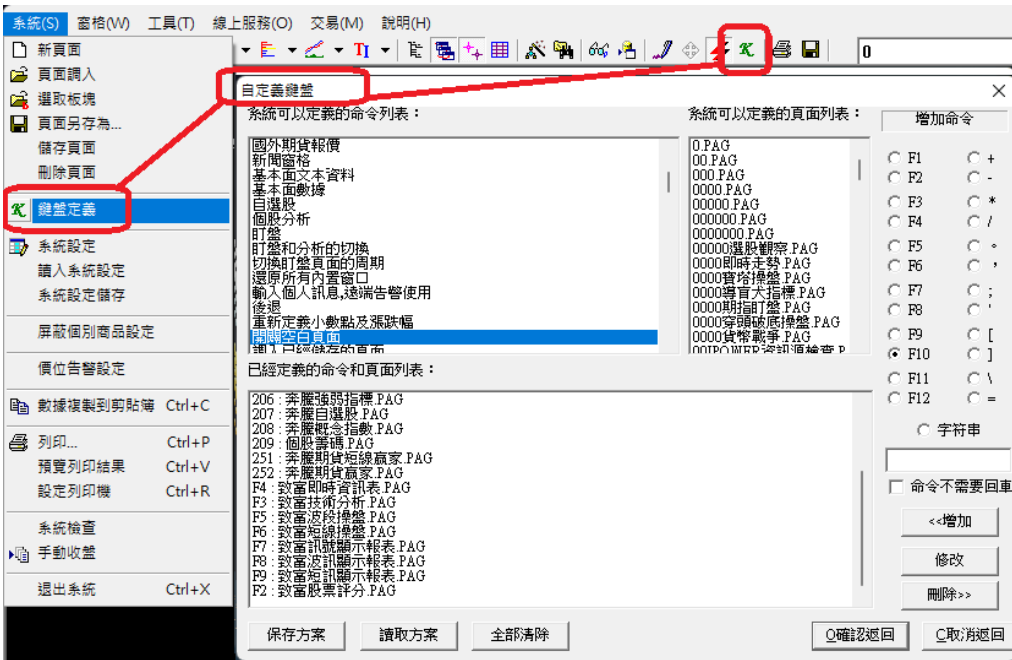 系統(S) 窗格(W) 工具(T) 線上服務(O) 交易(M) 說明(H)
0
新頁面
頁面調入
選取板塊
頁面另存為...
儲存頁面
刪除頁面
鍵盤定義
系統設定
讀入系統設定
系統設定儲存
屏蔽個別商品設定
價位告警設定
數據複製到剪貼簿 Ctrl+C
列印... Ctrl+P
預覽列印結果 Ctrl+V
設定列印機 Ctrl+R
系統檢查
手動收盤
退出系統 Ctrl+X
自定義鍵盤
系統可以定義的命令列表：
國外期貨報價
新聞窗格
基本面文本資料
基本面數據
自選股
個股分析
盯盤
盯盤和分析的切換
切換盯盤頁面的周期
還原所有內置窗口
輸入個人訊息,遠端告警使用
後退
重新定義小數點及漲跌幅
開闢空白頁面
調入已經儲存的頁面
系統可以定義的頁面列表：
0.PAG
00.PAG
000.PAG
0000.PAG
00000.PAG
000000.PAG
0000000.PAG
00000選股觀察.PAG
0000即時走勢.PAG
0000寶塔操盤.PAG
0000導盲犬指標.PAG
0000期指盯盤.PAG
0000穿頭破底操盤.PAG
0000貨幣戰爭.PAG
00IPOWER資訊源檢查.P
增加命令
F1 +
F2 -
F3 *
F4 /
F5 。
F6 ，
F7 ;
F8 '
F9 [
F10 ]
F11 \
F12 =
字符串
命令不需要回車
<<增加
修改
刪除>>
已經定義的命令和頁面列表：
206 : 奔騰強弱指標.PAG
207 : 奔騰自選股.PAG
208 : 奔騰概念指數.PAG
209 : 個股籌碼.PAG
251 : 奔騰期貨短線贏家.PAG
252 : 奔騰期貨贏家.PAG
F4 : 致富即時資訊表.PAG
F3 : 致富技術分析.PAG
F5 : 致富波段操盤.PAG
F6 : 致富短線操盤.PAG
F7 : 致富訊號顯示報表.PAG
F8 : 致富波訊顯示報表.PAG
F9 : 致富短訊顯示報表.PAG
F2 : 致富股票評分.PAG
保存方案 讀取方案 全部清除 O確認返回 C取消返回